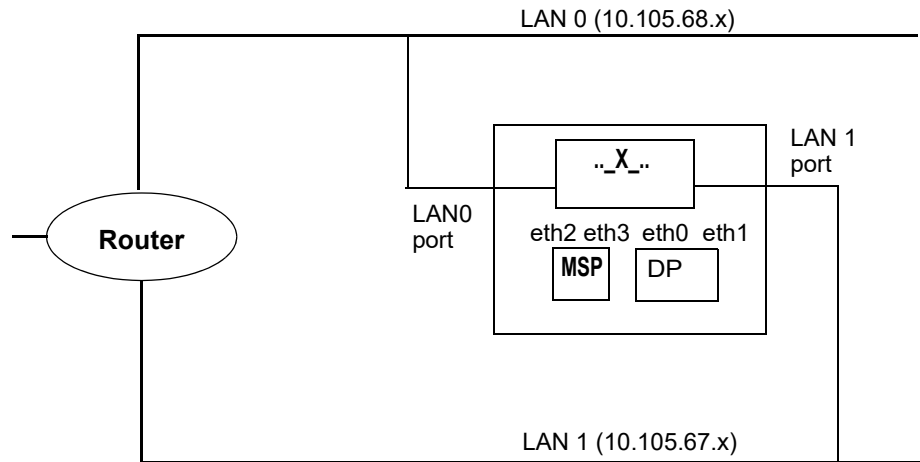 LAN 0 (10.105.68.x)
LAN 1
port
.._X_..
LAN0
port
Router
eth2 eth3 eth0 eth1
MSP
DP
LAN 1 (10.105.67.x)